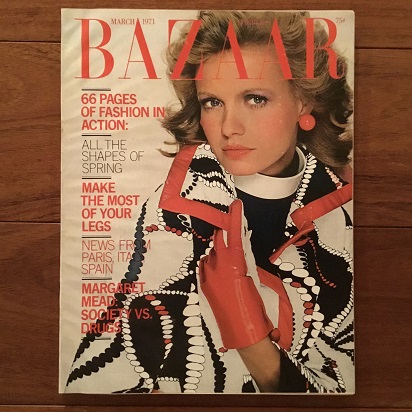 MARCH 1971
75¢
BAZAAR
66 PAGES
OF FASHION IN
ACTION:
ALL THE
SHAPES OF
SPRING
MAKE
THE MOST
OF YOUR
LEGS
NEWS FROM
PARIS, ITALY
SPAIN
MARGARET
MEAD:
SOCIETY VS.
DRUGS